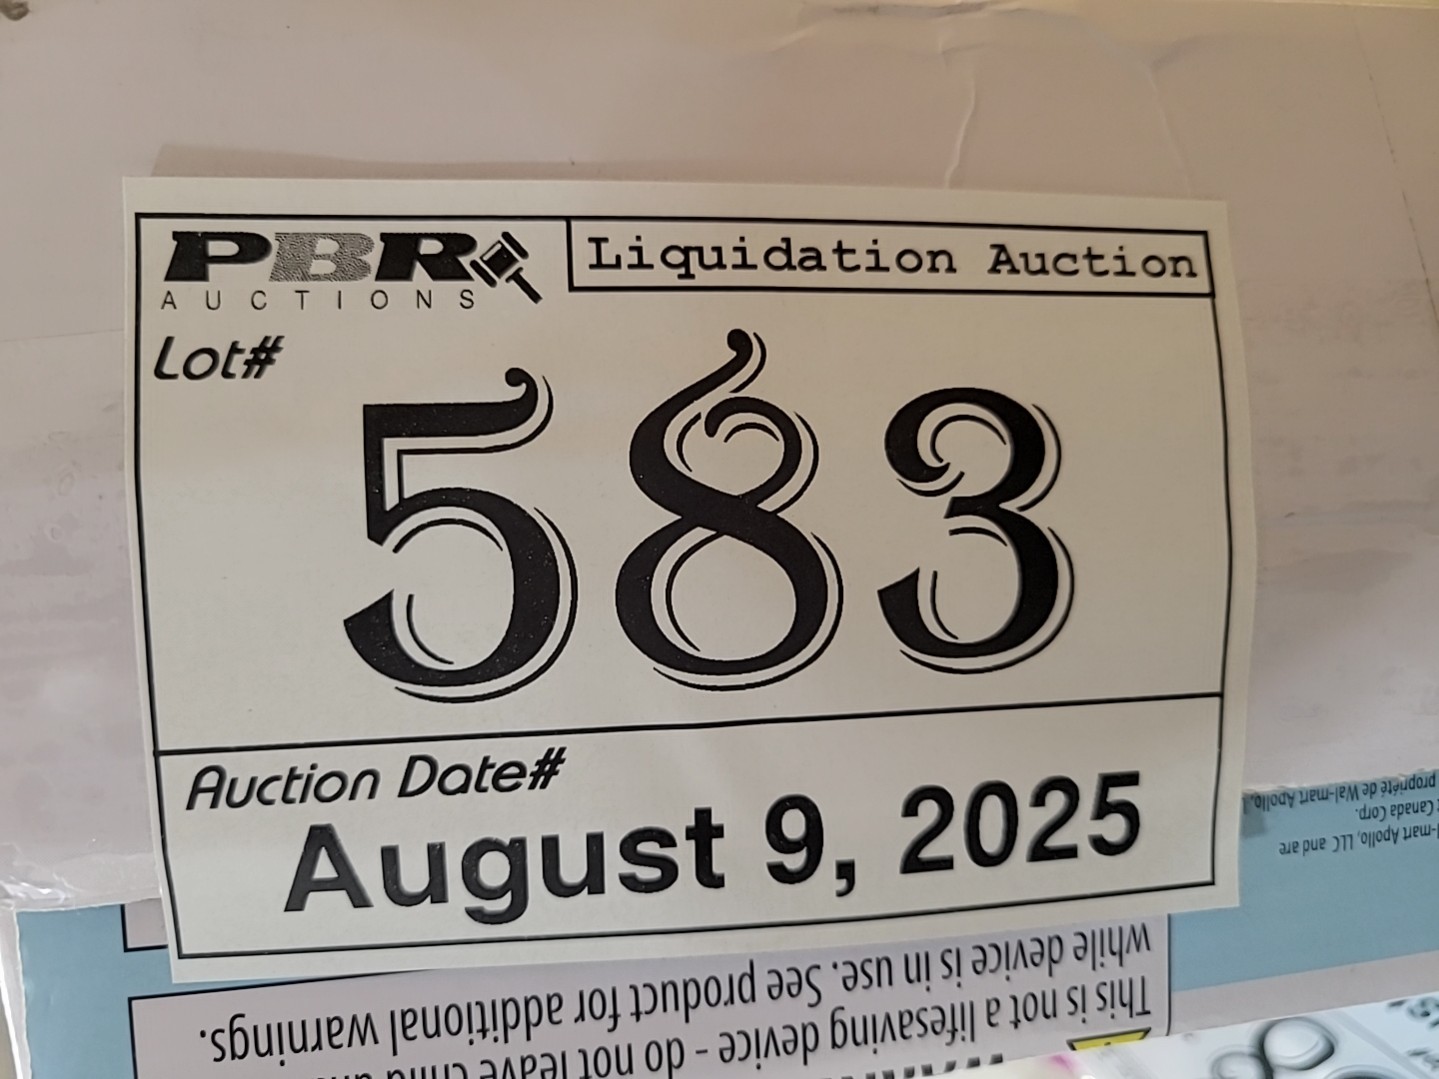 PBR
AUCTIONS
Liquidation Auction
Lot#
583
Auction Date#
August 9, 2025
propriété de Wal-mart Apollo,
Canada Corp.
-mart Apollo, LLC and are
while device is in use. See product for additional warnings.
This is not a lifesaving device - do not leave child